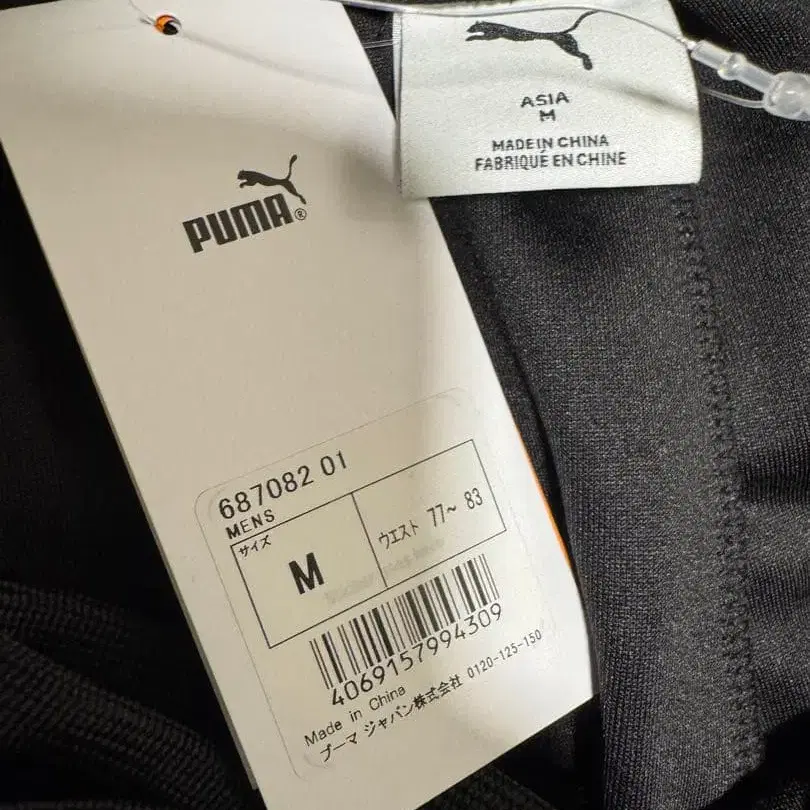 ASIA
M
MADE IN CHINA
FABRIQUÉ EN CHINE
PUMA®
687082 01
MENS
サイズ
M
ウエスト 77~ 83
4069157994309
Made in China
プーマ ジャパン株式会社 0120-125-150